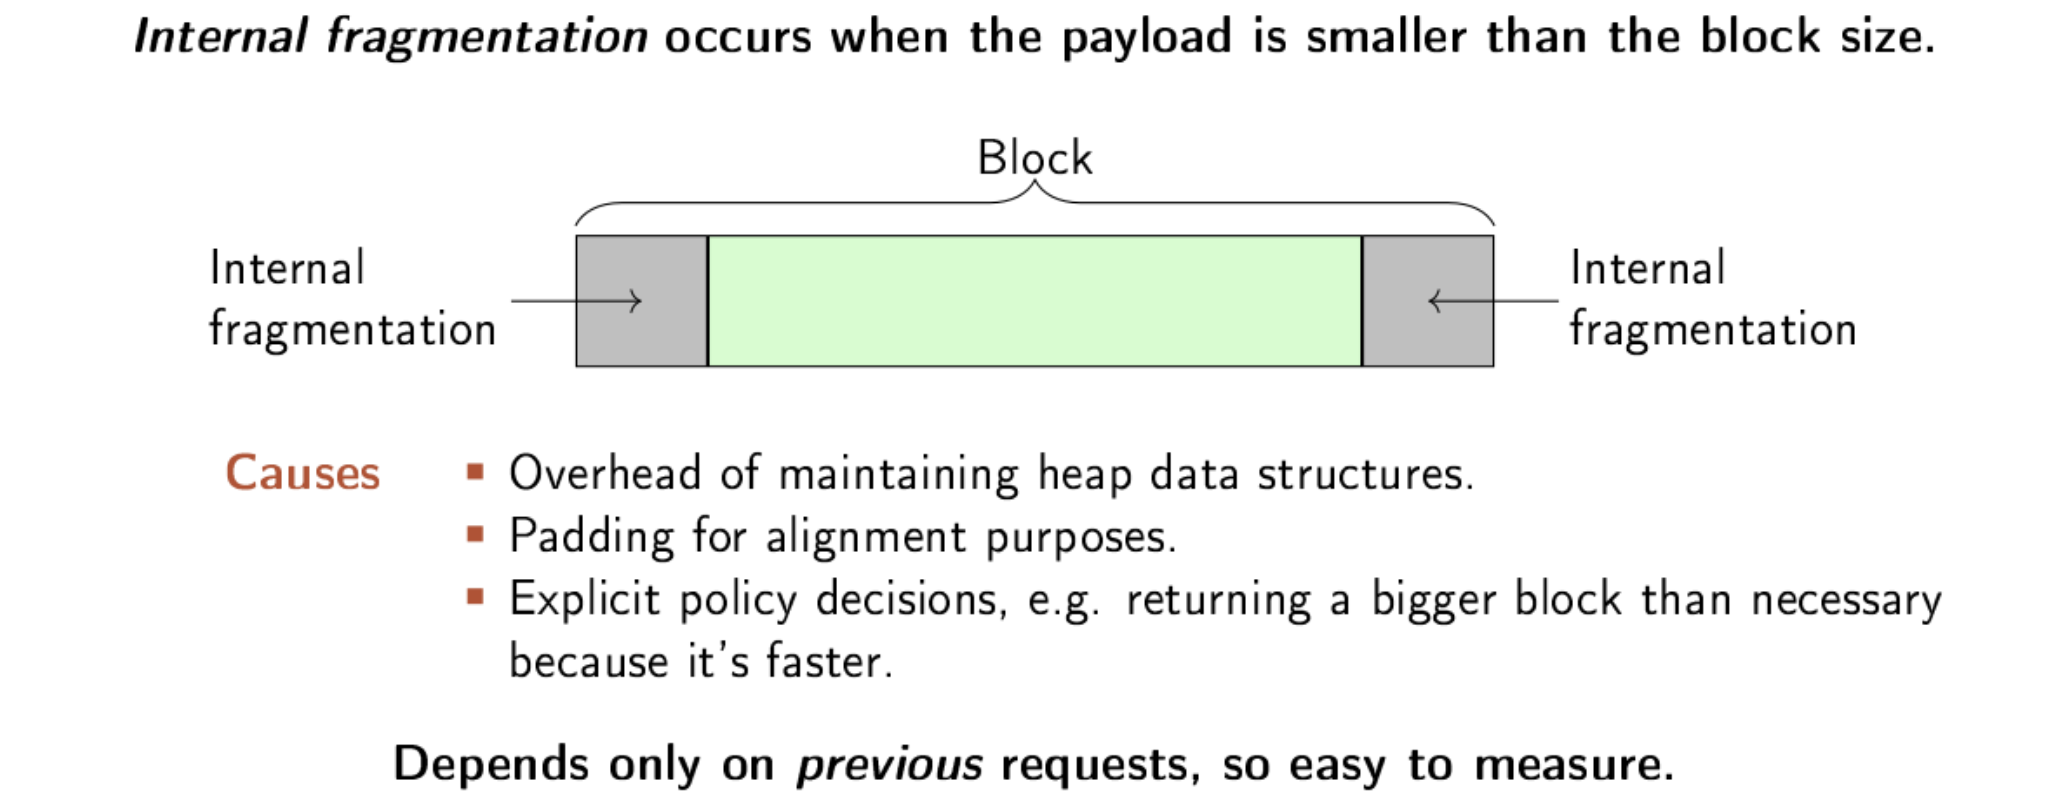 Internal fragmentation occurs when the payload is smaller than the block size.
Block
Internal
fragmentation
Internal
fragmentation
Causes
▪ Overhead of maintaining heap data structures.
▪ Padding for alignment purposes.
▪ Explicit policy decisions, e.g. returning a bigger block than necessary
because it's faster.
Depends only on previous requests, so easy to measure.